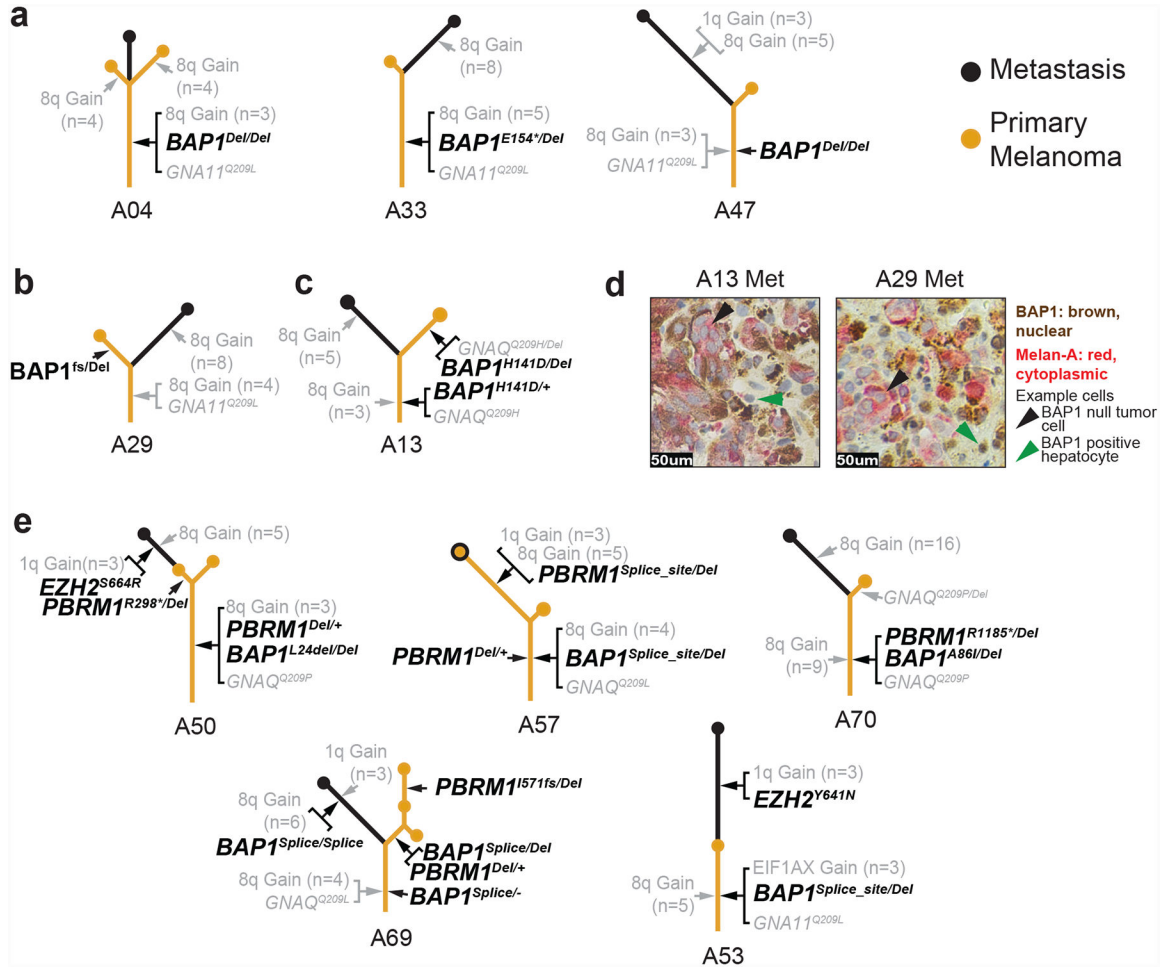 a
8q Gain
(n=4)
8q Gain
(n=4)
8q Gain (n=3)
BAP1Del/Del
GNA11Q209L
A04
8q Gain
(n=8)
8q Gain (n=5)
BAP1E154*/Del
GNA11Q209L
A33
1q Gain (n=3)
8q Gain (n=5)
8q Gain (n=3)
GNA11Q209L
BAP1Del/Del
A47
Metastasis
Primary
Melanoma
b
BAP1fs/Del
8q Gain
(n=8)
8q Gain (n=4)
GNA11Q209L
A29
c
8q Gain
(n=5)
GNAQQ209H/Del
BAP1H141D/Del
8q Gain
(n=3)
BAP1H141D/+
GNAQQ209H
A13
d
A13 Met
A29 Met
50um
50um
BAP1: brown,
nuclear
Melan-A: red,
cytoplasmic
Example cells
BAP1 null tumor
cell
BAP1 positive
hepatocyte
e
8q Gain (n=5)
1q Gain(n=3)
EZH2S664R
PBRM1R298*/Del
8q Gain (n=3)
PBRM1Del/+
BAP1L24del/Del
GNAQQ209P
A50
1q Gain (n=3)
8q Gain (n=5)
PBRM1Splice_site/Del
8q Gain (n=4)
PBRM1Del/+
BAP1Splice_site/Del
GNAQQ209L
A57
8q Gain (n=16)
GNAQQ209P/Del
8q Gain
(n=9)
PBRM1R1185*/Del
BAP1A86I/Del
GNAQQ209P
A70
1q Gain
(n=3)
8q Gain
(n=6)
BAP1Splice/Splice
PBRM1I571fs/Del
BAP1Splice/Del
PBRM1Del/+
8q Gain (n=4)
GNAQQ209L
BAP1Splice/-
A69
1q Gain (n=3)
EZH2Y641N
8q Gain
(n=5)
EIF1AX Gain (n=3)
BAP1Splice_site/Del
GNA11Q209L
A53